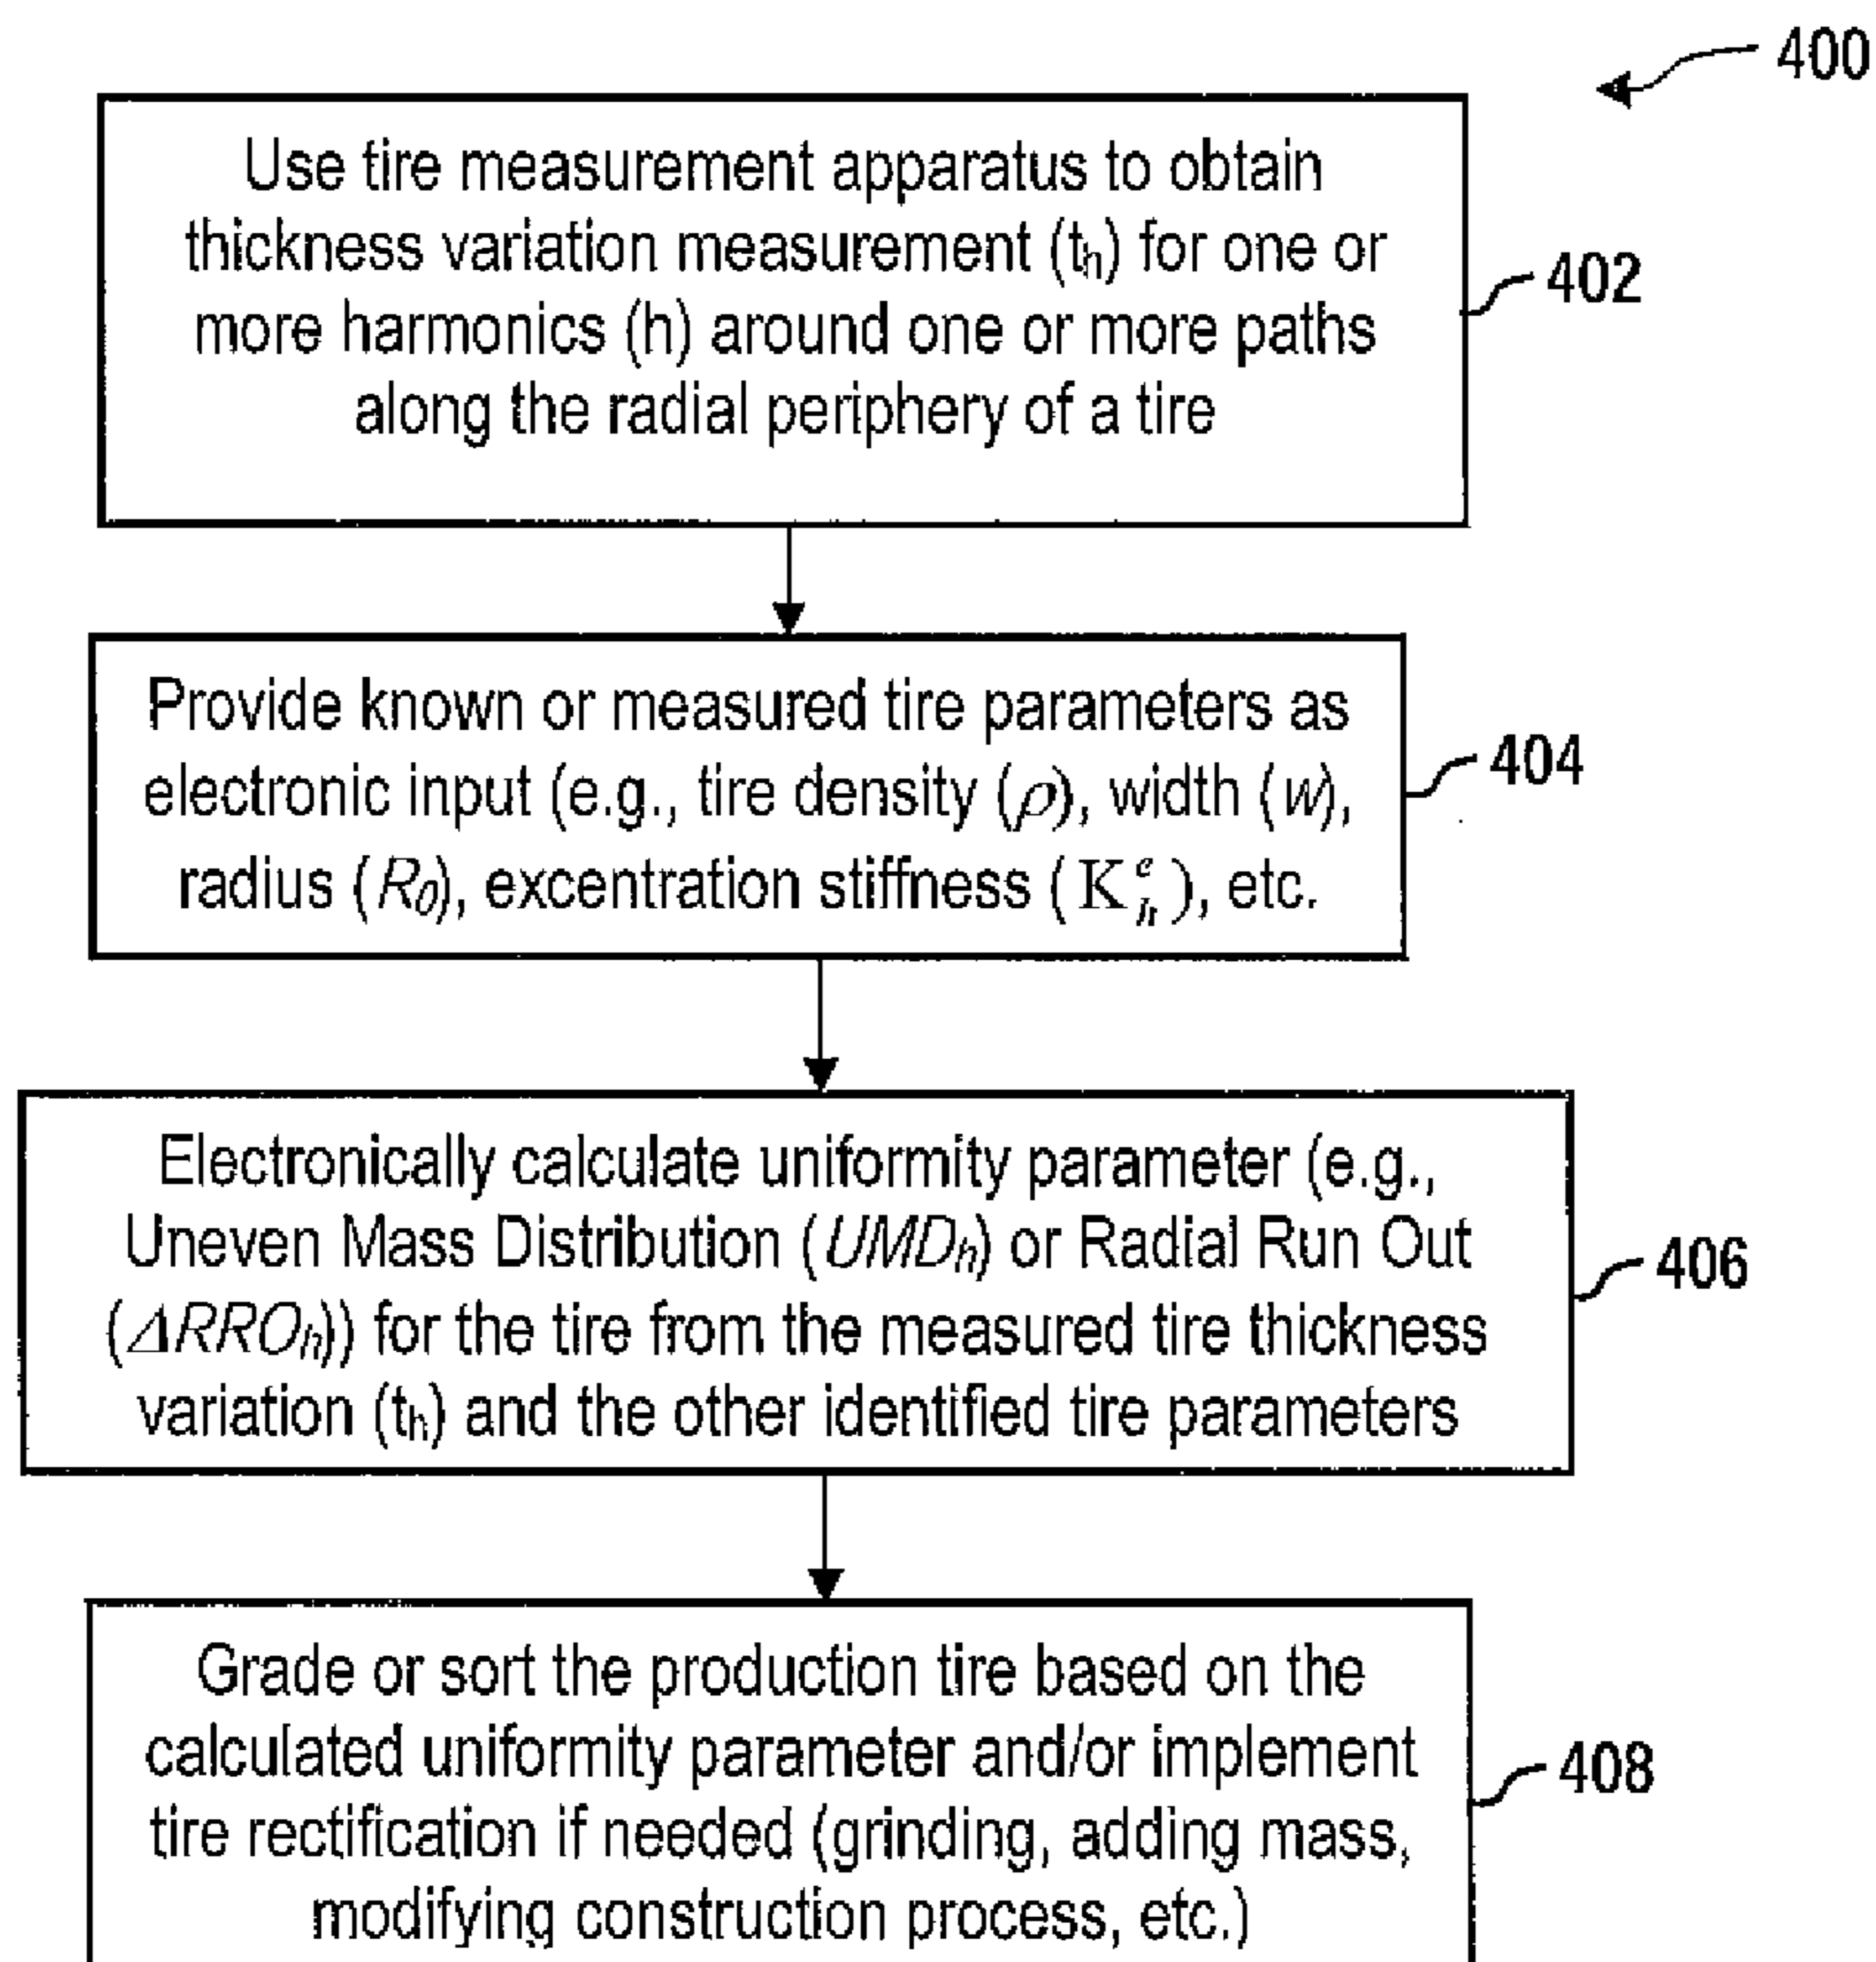 400
Use tire measurement apparatus to obtain
thickness variation measurement (tₕ) for one or
more harmonics (h) around one or more paths
along the radial periphery of a tire
402
Provide known or measured tire parameters as
electronic input (e.g., tire density (ρ), width (w),
radius (R₀), excentration stiffness (Kₕᵉ), etc.
404
Electronically calculate uniformity parameter (e.g.,
Uneven Mass Distribution (UMDₕ) or Radial Run Out
(ΔRROₕ)) for the tire from the measured tire thickness
variation (tₕ) and the other identified tire parameters
406
Grade or sort the production tire based on the
calculated uniformity parameter and/or implement
tire rectification if needed (grinding, adding mass,
modifying construction process, etc.)
408